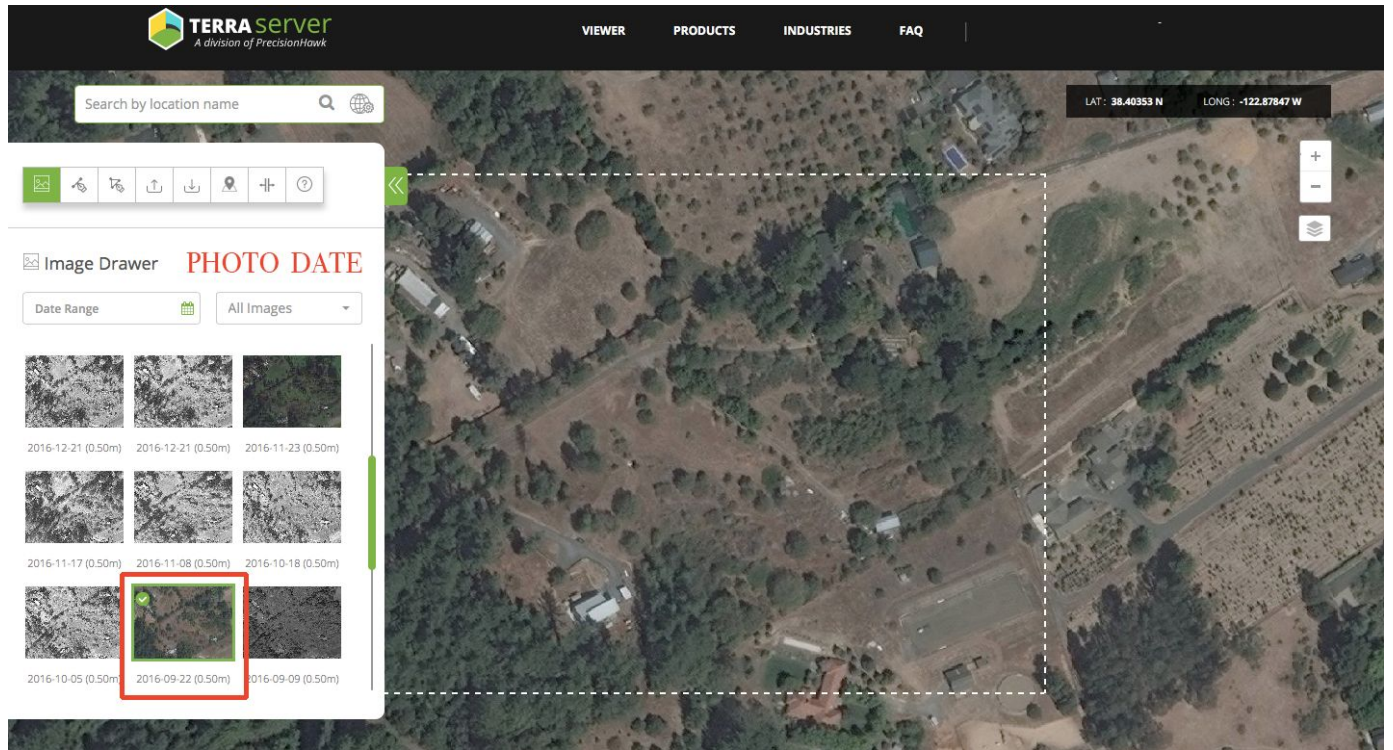 TERRA server
A division of PrecisionHawk
VIEWER PRODUCTS INDUSTRIES FAQ
Search by location name
LAT : 38.40353 N LONG : -122.87847 W
Image Drawer PHOTO DATE
Date Range All Images
2016-12-21 (0.50m) 2016-12-21 (0.50m) 2016-11-23 (0.50m)
2016-11-17 (0.50m) 2016-11-08 (0.50m) 2016-10-18 (0.50m)
2016-10-05 (0.50m) 2016-09-22 (0.50m) 2016-09-09 (0.50m)